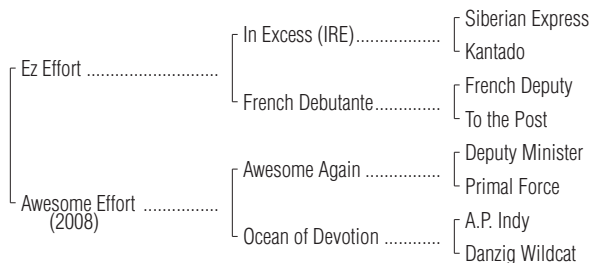 Siberian Express
In Excess (IRE)..................
Kantado
Ez Effort ............................
French Deputy
French Debutante..............
To the Post
Deputy Minister
Awesome Again ................
Primal Force
Awesome Effort ................
(2008)
A.P. Indy
Ocean of Devotion ............
Danzig Wildcat